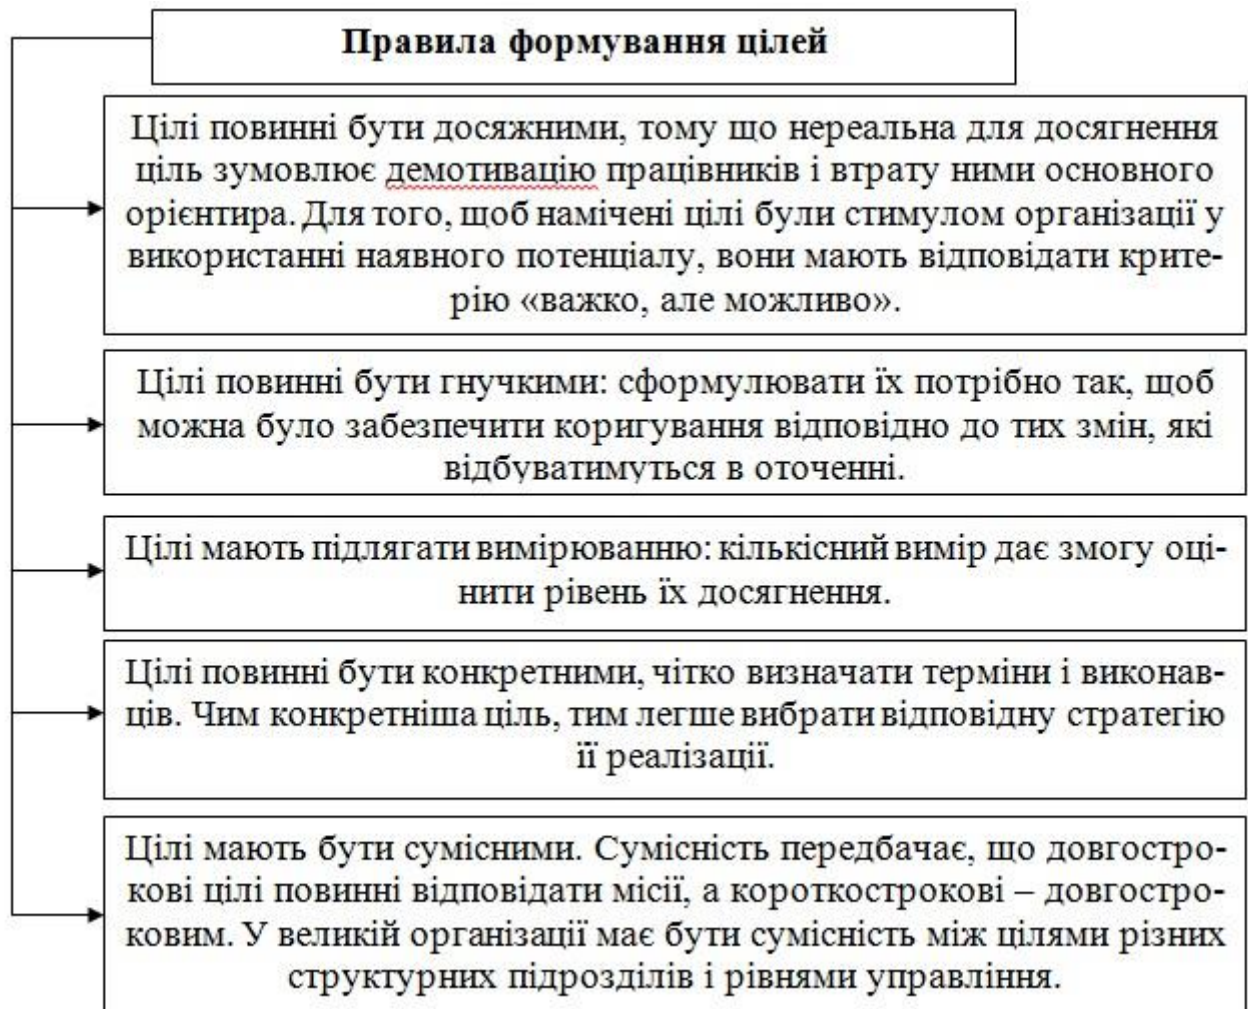 Правила формування цілей
Цілі повинні бути досяжними, тому що нереальна для досягнення
ціль зумовлює демотивацію працівників і втрату ними основного
орієнтира. Для того, щоб намічені цілі були стимулом організації у
використанні наявного потенціалу, вони мають відповідати крите-
рію «важко, але можливо».
Цілі повинні бути гнучкими: сформулювати їх потрібно так, щоб
можна було забезпечити коригування відповідно до тих змін, які
відбуватимуться в оточенні.
Цілі мають підлягати вимірюванню: кількісний вимір дає змогу оці-
нити рівень їх досягнення.
Цілі повинні бути конкретними, чітко визначати терміни і виконав-
ців. Чим конкретніша ціль, тим легше вибрати відповідну стратегію
її реалізації.
Цілі мають бути сумісними. Сумісність передбачає, що довгостро-
кові цілі повинні відповідати місії, а короткострокові – довгостро-
ковим. У великій організації має бути сумісність між цілями різних
структурних підрозділів і рівнями управління.